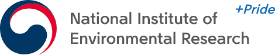 +Pride
National Institute of
Environmental Research